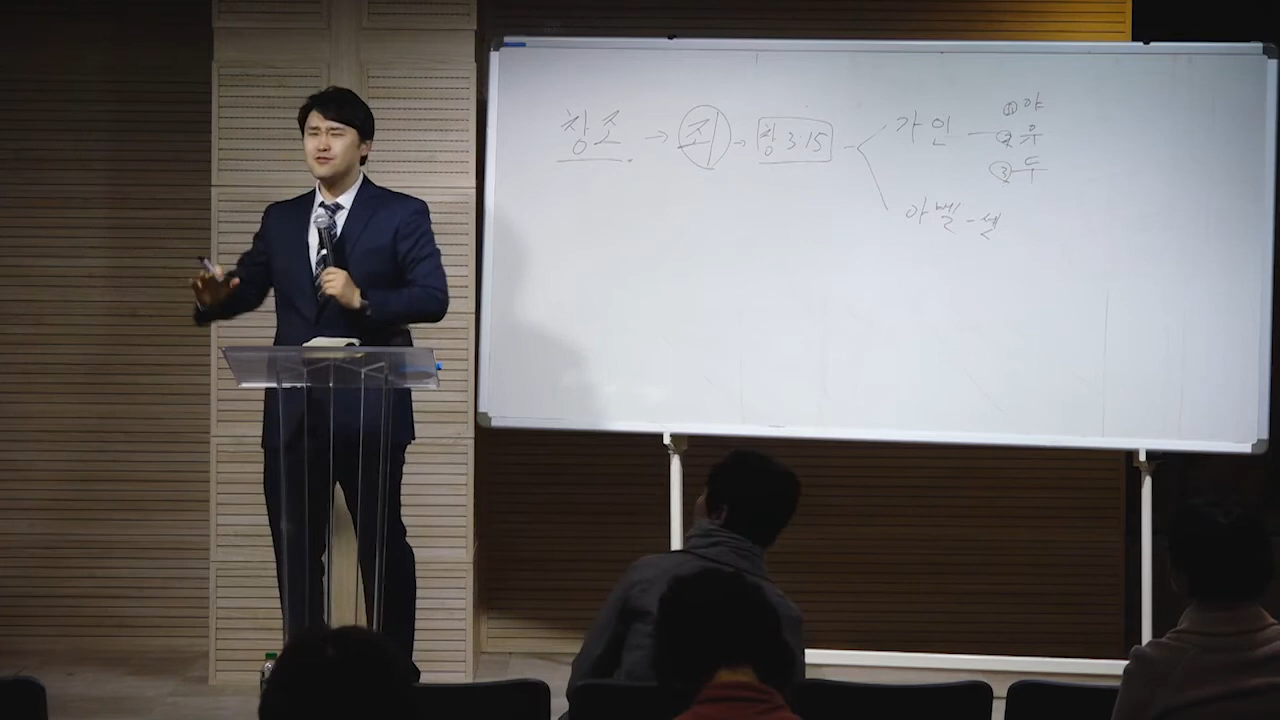 창조 → 죄 → 창 3:15 - 가인 - ① 야
② 유
③ 두
아벨 - 셋